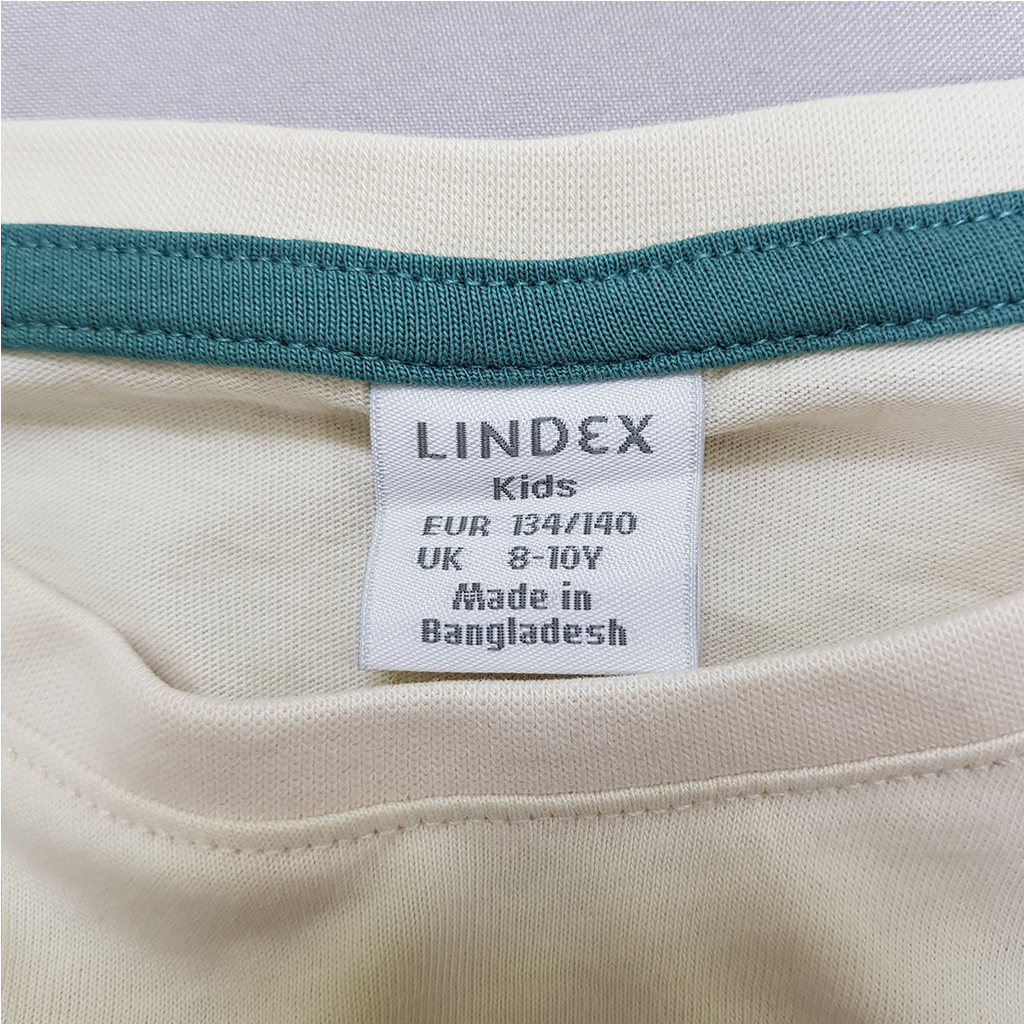 LINDEX
Kids
EUR 134/140
UK 8-10Y
Made in
Bangladesh